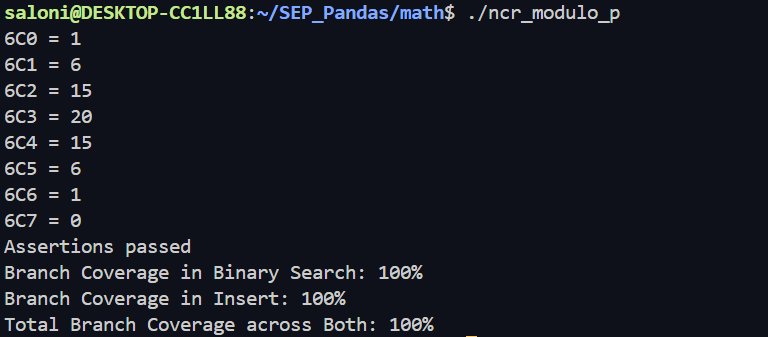 saloni@DESKTOP-CC1LL88:~/SEP_Pandas/math$ ./ncr_modulo_p
6C0 = 1
6C1 = 6
6C2 = 15
6C3 = 20
6C4 = 15
6C5 = 6
6C6 = 1
6C7 = 0
Assertions passed
Branch Coverage in Binary Search: 100%
Branch Coverage in Insert: 100%
Total Branch Coverage across Both: 100%